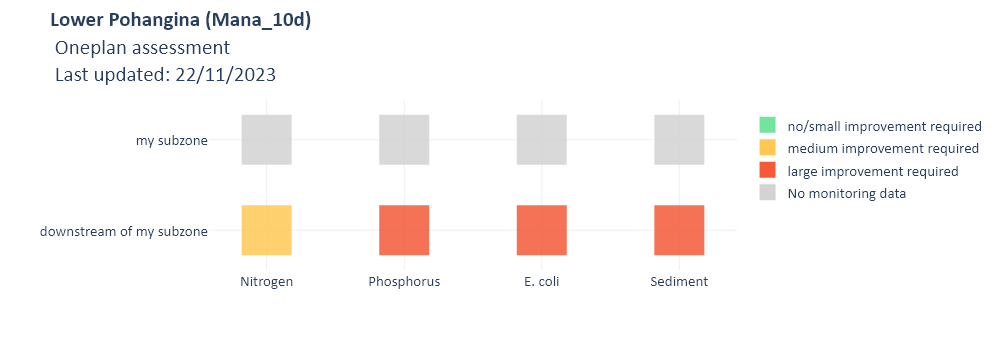 Lower Pohangina (Mana_10d)
Oneplan assessment
Last updated: 22/11/2023
my subzone
downstream of my subzone
Nitrogen
Phosphorus
E. coli
Sediment
no/small improvement required
medium improvement required
large improvement required
No monitoring data